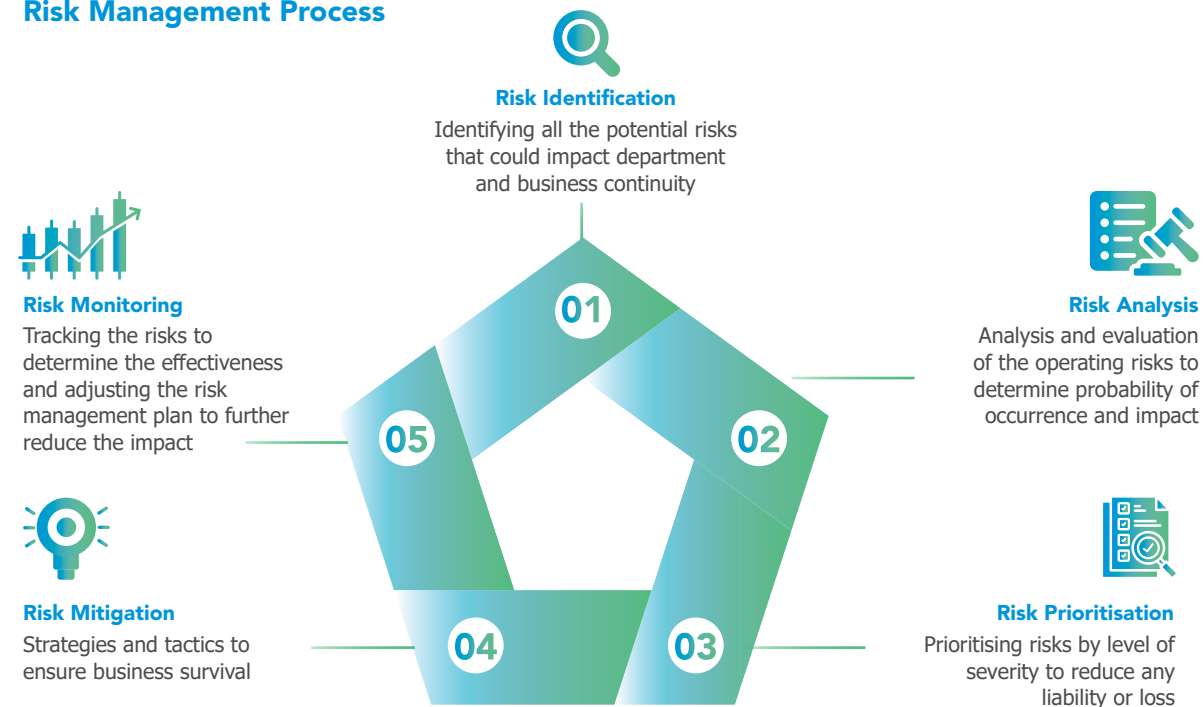 Risk Management Process
Risk Identification
Identifying all the potential risks
that could impact department
and business continuity
01
Risk Analysis
Analysis and evaluation
of the operating risks to
determine probability of
occurrence and impact
02
Risk Prioritisation
Prioritising risks by level of
severity to reduce any
liability or loss
03
Risk Mitigation
Strategies and tactics to
ensure business survival
04
Risk Monitoring
Tracking the risks to
determine the effectiveness
and adjusting the risk
management plan to further
reduce the impact
05